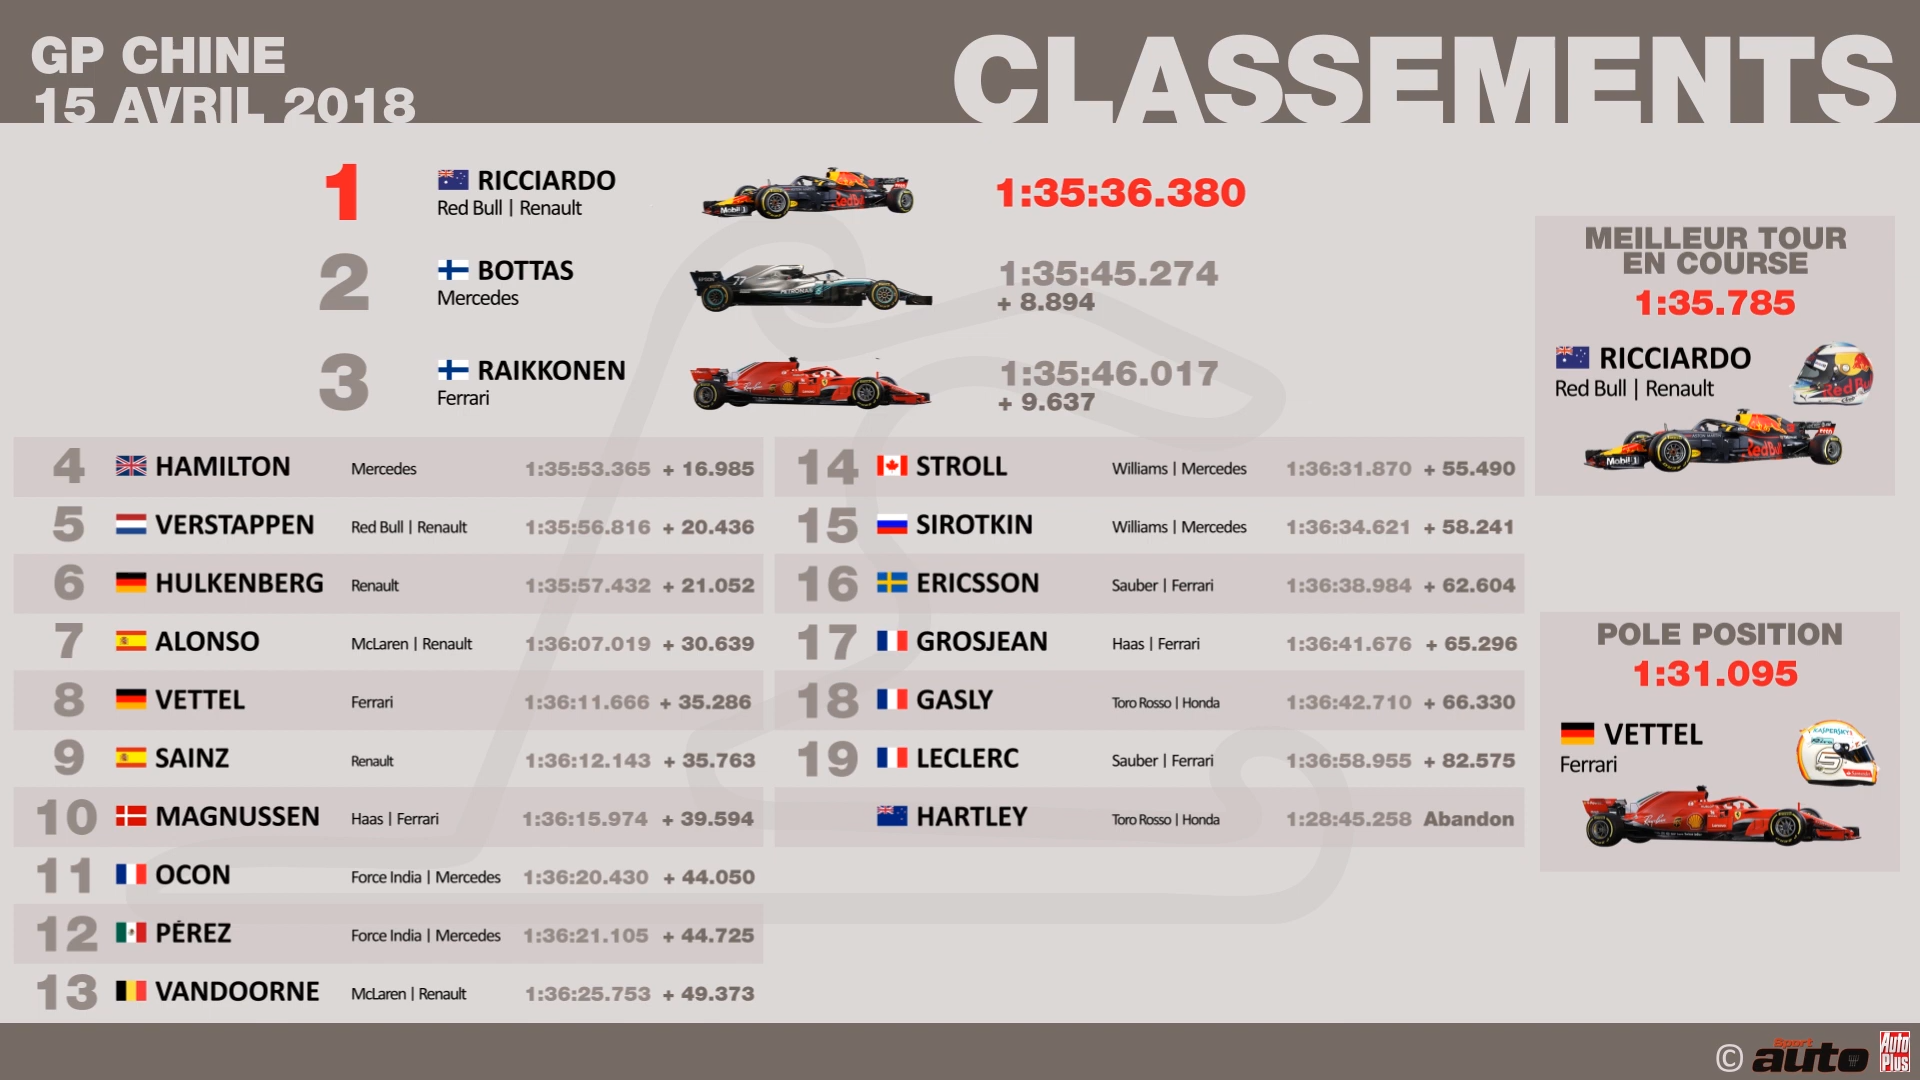 GP CHINE
15 AVRIL 2018
CLASSEMENTS
1 RICCIARDO 1:35:36.380
Red Bull | Renault
2 BOTTAS 1:35:45.274
Mercedes + 8.894
3 RAIKKONEN 1:35:46.017
Ferrari + 9.637
4 HAMILTON Mercedes 1:35:53.365 + 16.985
5 VERSTAPPEN Red Bull | Renault 1:35:56.816 + 20.436
6 HULKENBERG Renault 1:35:57.432 + 21.052
7 ALONSO McLaren | Renault 1:36:07.019 + 30.639
8 VETTEL Ferrari 1:36:11.666 + 35.286
9 SAINZ Renault 1:36:12.143 + 35.763
10 MAGNUSSEN Haas | Ferrari 1:36:15.974 + 39.594
11 OCON Force India | Mercedes 1:36:20.430 + 44.050
12 PÉREZ Force India | Mercedes 1:36:21.105 + 44.725
13 VANDOORNE McLaren | Renault 1:36:25.753 + 49.373
14 STROLL Williams | Mercedes 1:36:31.870 + 55.490
15 SIROTKIN Williams | Mercedes 1:36:34.621 + 58.241
16 ERICSSON Sauber | Ferrari 1:36:38.984 + 62.604
17 GROSJEAN Haas | Ferrari 1:36:41.676 + 65.296
18 GASLY Toro Rosso | Honda 1:36:42.710 + 66.330
19 LECLERC Sauber | Ferrari 1:36:58.955 + 82.575
HARTLEY Toro Rosso | Honda 1:28:45.258 Abandon
MEILLEUR TOUR
EN COURSE
1:35.785
RICCIARDO
Red Bull | Renault
POLE POSITION
1:31.095
VETTEL
Ferrari
© Sport auto Auto Plus